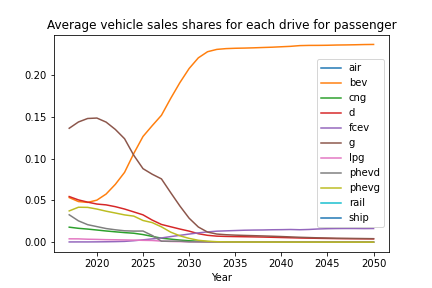 Average vehicle sales shares for each drive for passenger
0.20
0.15
0.10
0.05
0.00
air
bev
cng
d
fcev
g
lpg
phevd
phevg
rail
ship
2020 2025 2030 2035 2040 2045 2050
Year